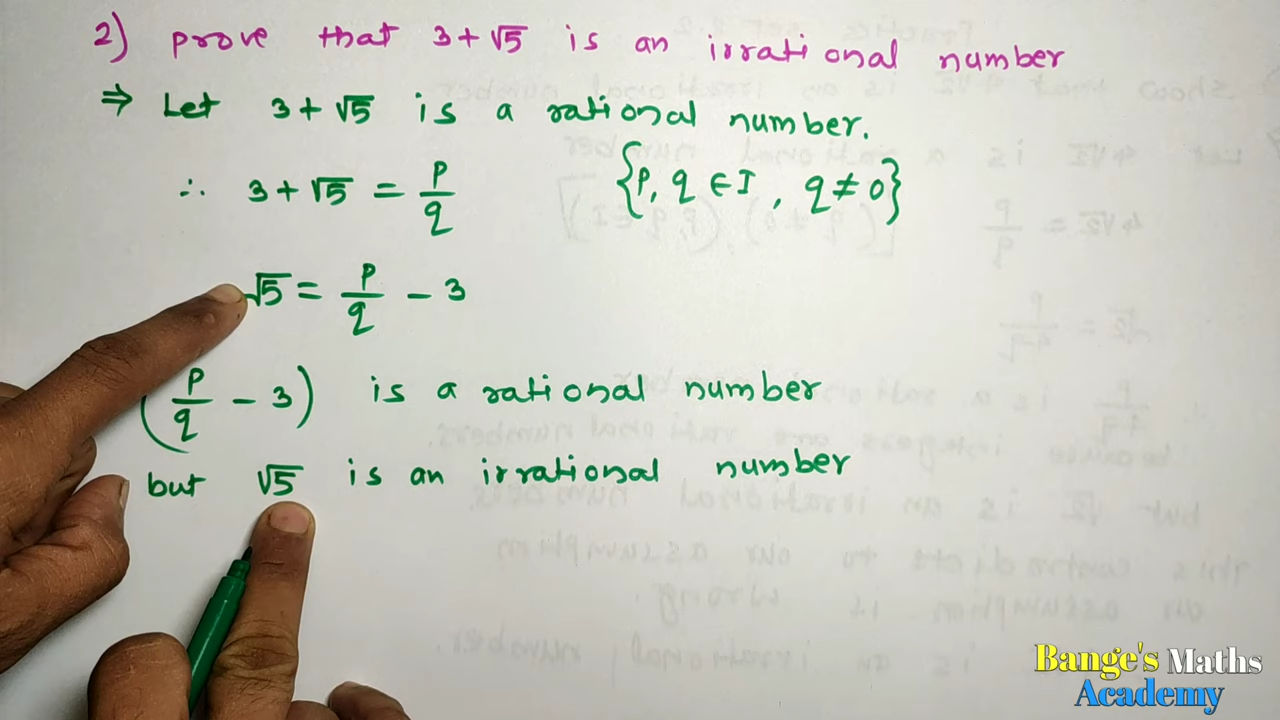 2) prove that 3+√5 is an irrational number
⇒ Let 3+√5 is a rational number.
∴ 3+√5 = p/q {p, q ∈ I, q ≠ 0}
√5 = p/q - 3
(p/q - 3) is a rational number
but √5 is an irrational number
Bange's Maths
Academy